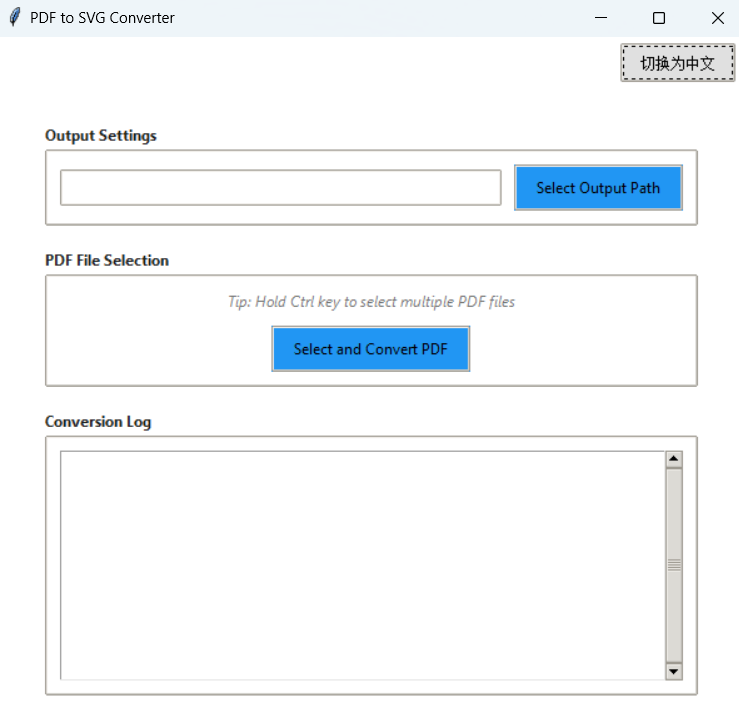 PDF to SVG Converter
切换为中文
Output Settings
Select Output Path
PDF File Selection
Tip: Hold Ctrl key to select multiple PDF files
Select and Convert PDF
Conversion Log